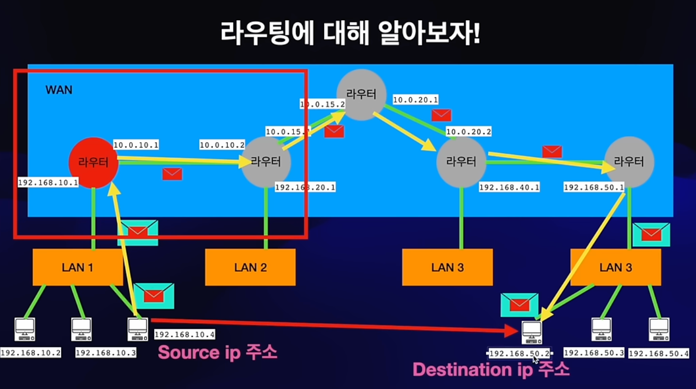 라우팅에 대해 알아보자!
WAN
라우터
10.0.15.2
10.0.20.1
10.0.10.1
10.0.10.2
10.0.15.1
10.0.20.2
라우터
라우터
라우터
라우터
192.168.10.1
192.168.20.1
192.168.40.1
192.168.50.1
LAN 1
LAN 2
LAN 3
LAN 3
192.168.10.4
192.168.10.2
192.168.10.3
192.168.50.2
192.168.50.3
192.168.50.4
Source ip 주소
Destination ip 주소